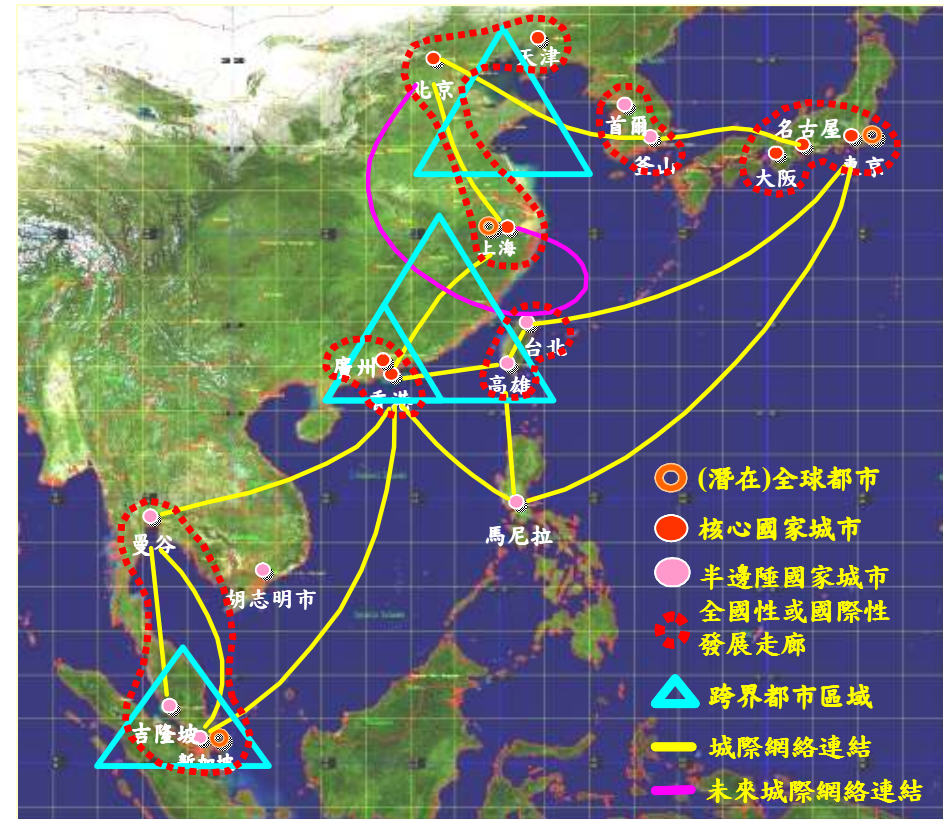 天津
北京
首爾
名古屋
釜山
大阪
東京
上海
台北
廣州
高雄
香港
(潛在)全球都市
核心國家城市
馬尼拉
曼谷
半邊陲國家城市
胡志明市
全國性或國際性
發展走廊
跨界都市區域
吉隆坡
城際網絡連結
新加坡
未來城際網絡連結